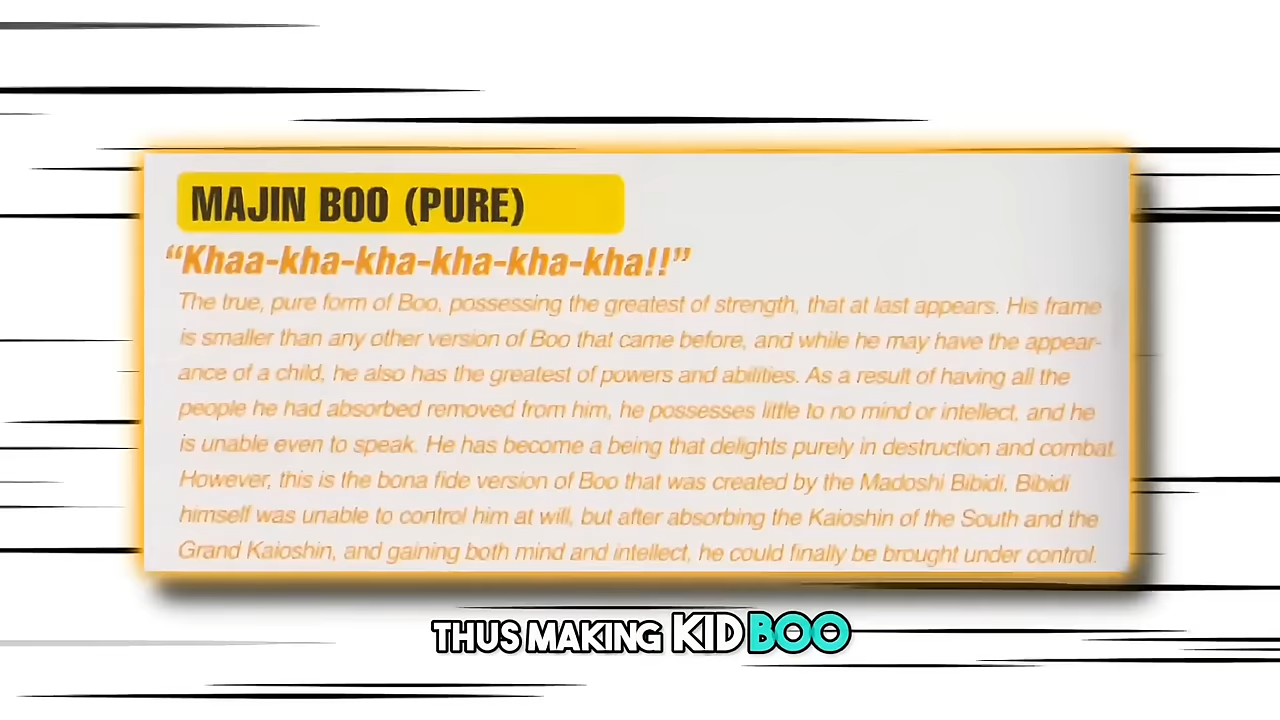 MAJIN BOO (PURE)
“Khaa-kha-kha-kha-kha-kha!!”
The true, pure form of Boo, possessing the greatest of strength, that at last appears. His frame
is smaller than any other version of Boo that came before, and while he may have the appear-
ance of a child, he also has the greatest of powers and abilities. As a result of having all the
people he had absorbed removed from him, he possesses little to no mind or intellect, and he
is unable even to speak. He has become a being that delights purely in destruction and combat.
However, this is the bona fide version of Boo that was created by the Madoshi Bibidi. Bibidi
himself was unable to control him at will, but after absorbing the Kaioshin of the South and the
Grand Kaioshin, and gaining both mind and intellect, he could finally be brought under control.
THUS MAKING KID BOO